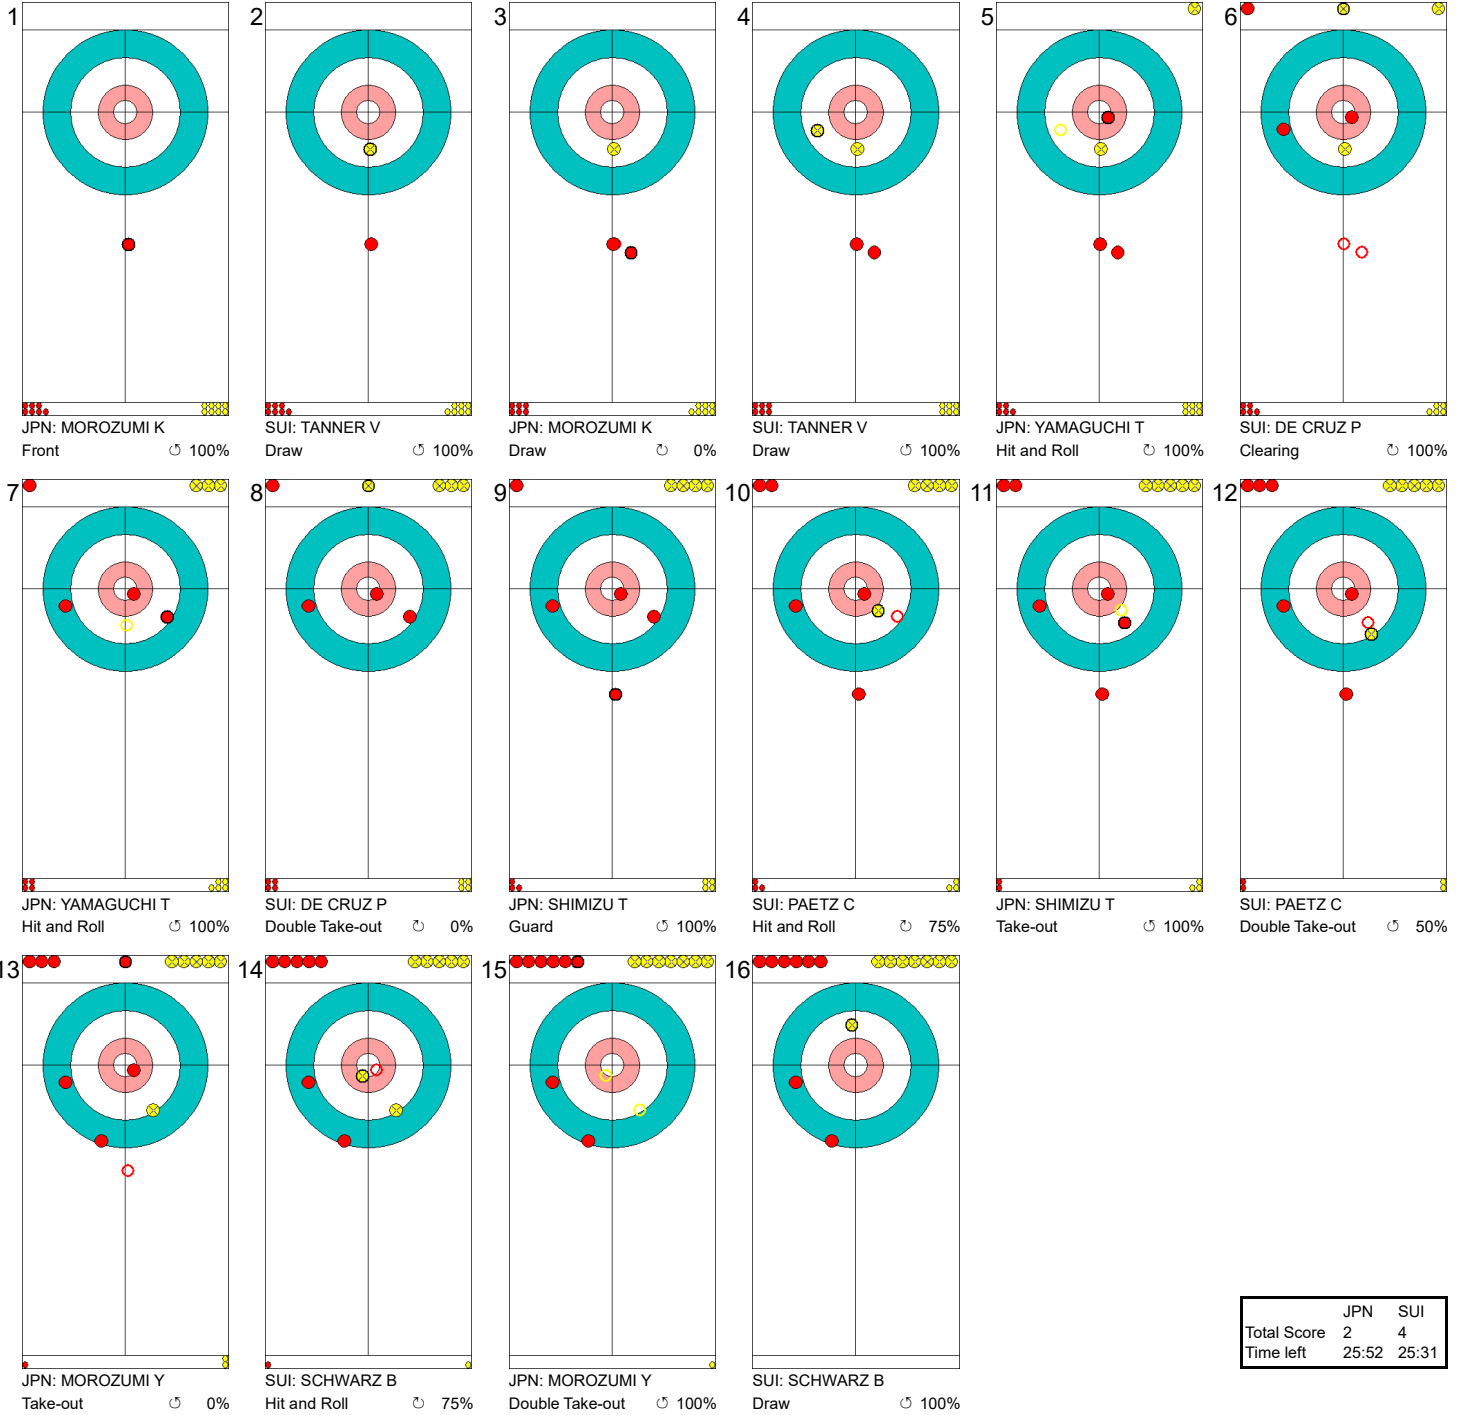 1
JPN: MOROZUMI K
Front ↺ 100%
2
SUI: TANNER V
Draw ↺ 100%
3
JPN: MOROZUMI K
Draw ↻ 0%
4
SUI: TANNER V
Draw ↺ 100%
5
JPN: YAMAGUCHI T
Hit and Roll ↺ 100%
6
SUI: DE CRUZ P
Clearing ↻ 100%
7
JPN: YAMAGUCHI T
Hit and Roll ↺ 100%
8
SUI: DE CRUZ P
Double Take-out ↻ 0%
9
JPN: SHIMIZU T
Guard ↺ 100%
10
SUI: PAETZ C
Hit and Roll ↻ 75%
11
JPN: SHIMIZU T
Take-out ↺ 100%
12
SUI: PAETZ C
Double Take-out ↺ 50%
13
JPN: MOROZUMI Y
Take-out ↺ 0%
14
SUI: SCHWARZ B
Hit and Roll ↻ 75%
15
JPN: MOROZUMI Y
Double Take-out ↺ 100%
16
SUI: SCHWARZ B
Draw ↺ 100%
JPN SUI
Total Score 2 4
Time left 25:52 25:31